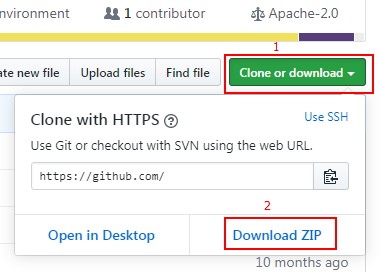 nvironment
1 contributor
Apache-2.0
1
ate new file
Upload files
Find file
Clone or download
Clone with HTTPS
Use SSH
Use Git or checkout with SVN using the web URL.
https://github.com/
2
Open in Desktop
Download ZIP
10 months ago